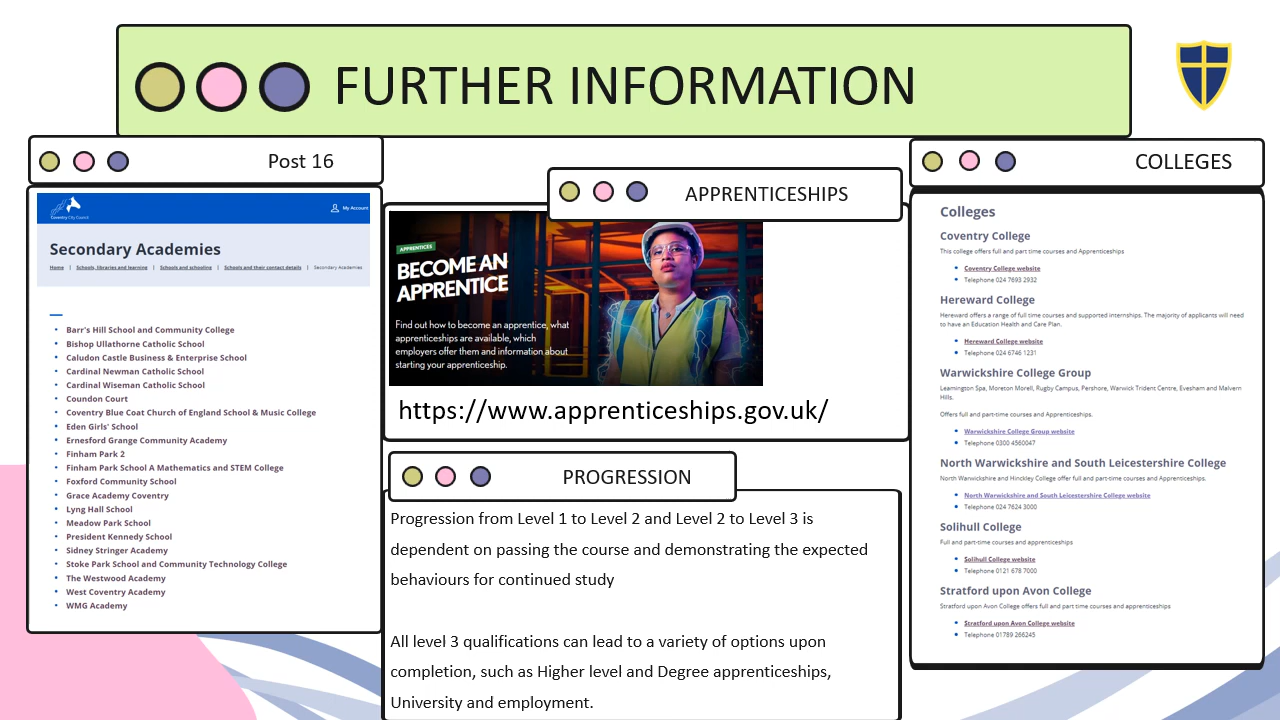 FURTHER INFORMATION
Post 16
Coventry City Council
My Account
Secondary Academies
Home | Schools, libraries and learning | Schools and schooling | Schools and their contact details | Secondary Academies
• Barr's Hill School and Community College
• Bishop Ullathorne Catholic School
• Caludon Castle Business & Enterprise School
• Cardinal Newman Catholic School
• Cardinal Wiseman Catholic School
• Coundon Court
• Coventry Blue Coat Church of England School & Music College
• Eden Girls' School
• Ernesford Grange Community Academy
• Finham Park 2
• Finham Park School A Mathematics and STEM College
• Foxford Community School
• Grace Academy Coventry
• Lyng Hall School
• Meadow Park School
• President Kennedy School
• Sidney Stringer Academy
• Stoke Park School and Community Technology College
• The Westwood Academy
• West Coventry Academy
• WMG Academy
APPRENTICESHIPS
APPRENTICES
BECOME AN
APPRENTICE
Find out how to become an apprentice, what
apprenticeships are available, which
employers offer them and information about
starting your apprenticeship.
https://www.apprenticeships.gov.uk/
PROGRESSION
Progression from Level 1 to Level 2 and Level 2 to Level 3 is
dependent on passing the course and demonstrating the expected
behaviours for continued study
All level 3 qualifications lead to a variety of options upon
completion, such as Higher level and Degree apprenticeships,
University and employment.
COLLEGES
Colleges
Coventry College
This college offers full and part time courses and Apprenticeships
• Coventry College website
• Telephone 024 7693 2932
Hereward College
Hereward offers a range of full time courses and supported internships. The majority of applicants will need
to have an Education Health and Care Plan.
• Hereward College website
• Telephone 024 6746 1231
Warwickshire College Group
Leamington Spa, Moreton Morell, Rugby Campus, Pershore, Warwick Trident Centre, Evesham and Malvern
Hills.
Offers full and part-time courses and Apprenticeships.
• Warwickshire College Group website
• Telephone 0300 4560047
North Warwickshire and South Leicestershire College
North Warwickshire and Hinckley College offer full and part-time courses and Apprenticeships.
• North Warwickshire and South Leicestershire College website
• Telephone 024 7624 3000
Solihull College
Full and part-time courses and apprenticeships
• Solihull College website
• Telephone 0121 678 7000
Stratford upon Avon College
Stratford upon Avon College offers full and part time courses and apprenticeships
• Stratford upon Avon College website
• Telephone 01789 266245